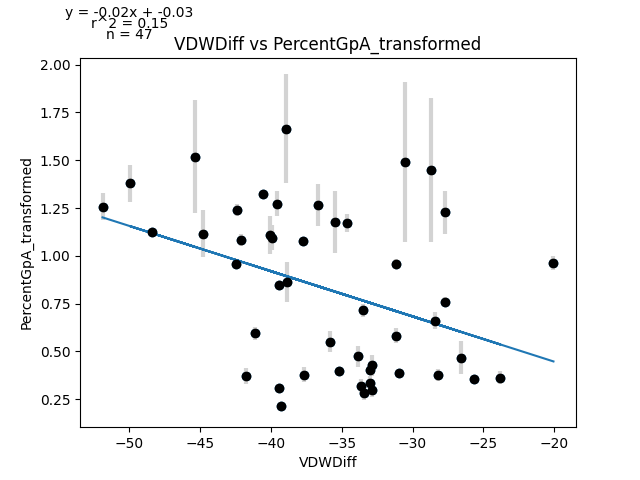 y = -0.02x + -0.03
r^2 = 0.15
n = 47
VDWDiff vs PercentGpA_transformed
2.00
1.75
1.50
1.25
1.00
0.75
0.50
0.25
PercentGpA_transformed
−50
−45
−40
−35
−30
−25
−20
VDWDiff